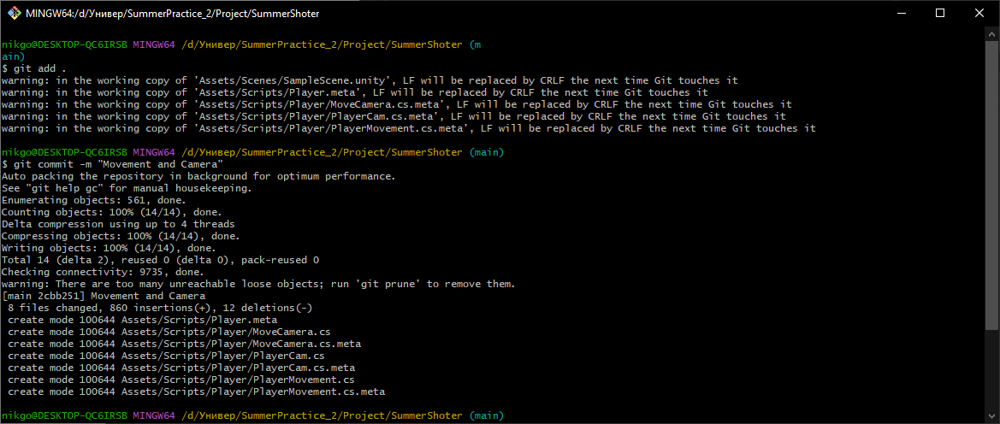 MINGW64:/d/Универ/SummerPractice_2/Project/SummerShoter
nikgo@DESKTOP-QC6IRSB MINGW64 /d/Универ/SummerPractice_2/Project/SummerShoter (m
ain)
$ git add .
warning: in the working copy of 'Assets/Scenes/SampleScene.unity', LF will be replaced by CRLF the next time Git touches it
warning: in the working copy of 'Assets/Scripts/Player.meta', LF will be replaced by CRLF the next time Git touches it
warning: in the working copy of 'Assets/Scripts/Player/MoveCamera.cs.meta', LF will be replaced by CRLF the next time Git touches it
warning: in the working copy of 'Assets/Scripts/Player/PlayerCam.cs.meta', LF will be replaced by CRLF the next time Git touches it
warning: in the working copy of 'Assets/Scripts/Player/PlayerMovement.cs.meta', LF will be replaced by CRLF the next time Git touches it
nikgo@DESKTOP-QC6IRSB MINGW64 /d/Универ/SummerPractice_2/Project/SummerShoter (main)
$ git commit -m "Movement and Camera"
Auto packing the repository in background for optimum performance.
See "git help gc" for manual housekeeping.
Enumerating objects: 561, done.
Counting objects: 100% (14/14), done.
Delta compression using up to 4 threads
Compressing objects: 100% (14/14), done.
Writing objects: 100% (14/14), done.
Total 14 (delta 2), reused 0 (delta 0), pack-reused 0
Checking connectivity: 9735, done.
warning: There are too many unreachable loose objects; run 'git prune' to remove them.
[main 2cbb251] Movement and Camera
 8 files changed, 860 insertions(+), 12 deletions(-)
 create mode 100644 Assets/Scripts/Player.meta
 create mode 100644 Assets/Scripts/Player/MoveCamera.cs
 create mode 100644 Assets/Scripts/Player/MoveCamera.cs.meta
 create mode 100644 Assets/Scripts/Player/PlayerCam.cs
 create mode 100644 Assets/Scripts/Player/PlayerCam.cs.meta
 create mode 100644 Assets/Scripts/Player/PlayerMovement.cs
 create mode 100644 Assets/Scripts/Player/PlayerMovement.cs.meta
nikgo@DESKTOP-QC6IRSB MINGW64 /d/Универ/SummerPractice_2/Project/SummerShoter (main)